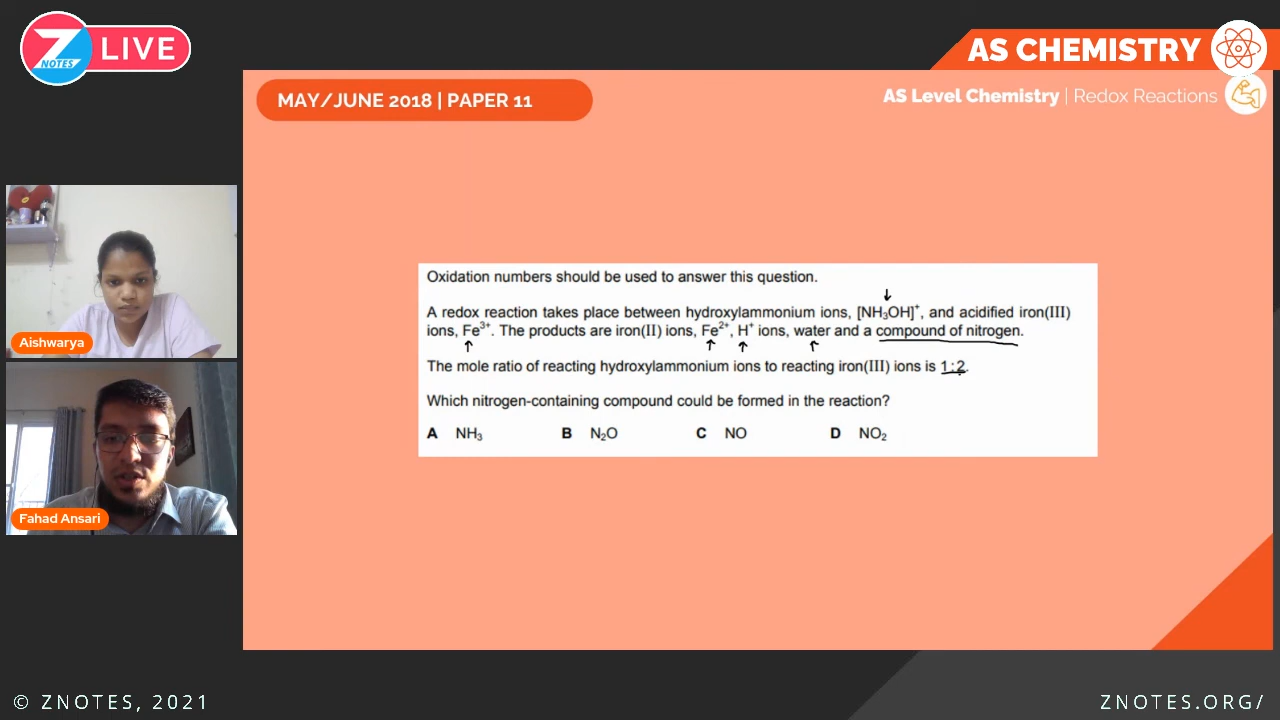 Z NOTES LIVE
AS CHEMISTRY
MAY/JUNE 2018 | PAPER 11
AS Level Chemistry | Redox Reactions
Oxidation numbers should be used to answer this question.
A redox reaction takes place between hydroxylammonium ions, [NH₃OH]⁺, and acidified iron(III)
ions, Fe³⁺. The products are iron(II) ions, Fe²⁺, H⁺ ions, water and a compound of nitrogen.
The mole ratio of reacting hydroxylammonium ions to reacting iron(III) ions is 1:2.
Which nitrogen-containing compound could be formed in the reaction?
A NH₃ B N₂O C NO D NO₂
Aishwarya
Fahad Ansari
© ZNOTES, 2021
ZNOTES.ORG/